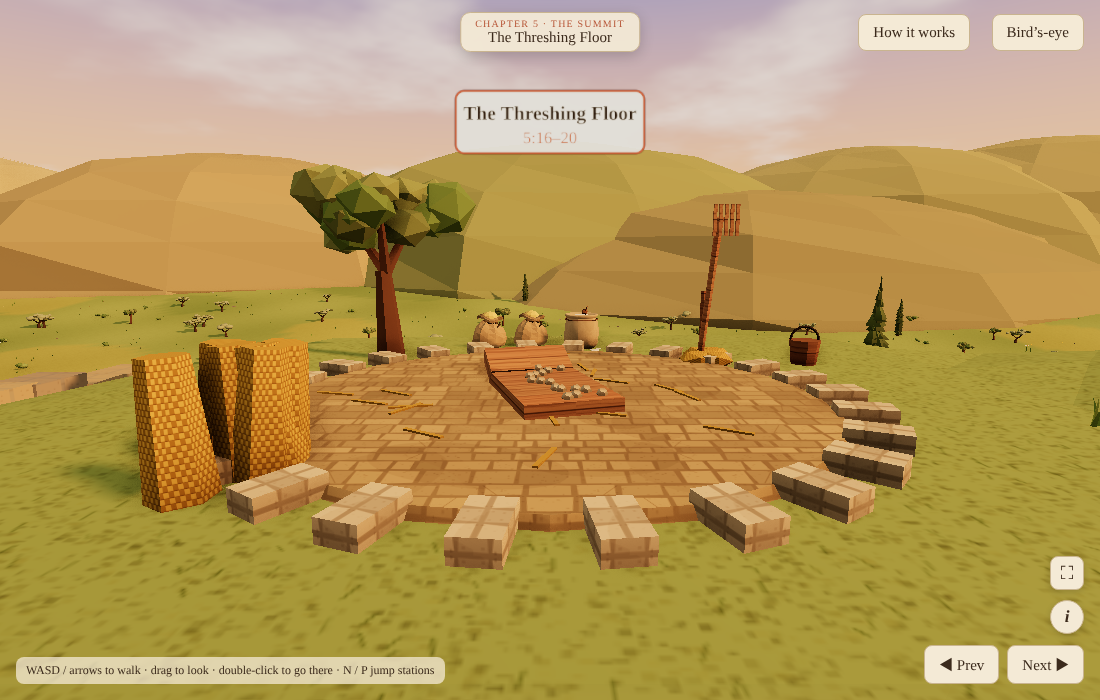 CHAPTER 5 · THE SUMMIT
The Threshing Floor
How it works
Bird’s-eye
The Threshing Floor
5:16–20
i
WASD / arrows to walk · drag to look · double-click to go there · N / P jump stations
◀ Prev
Next ▶